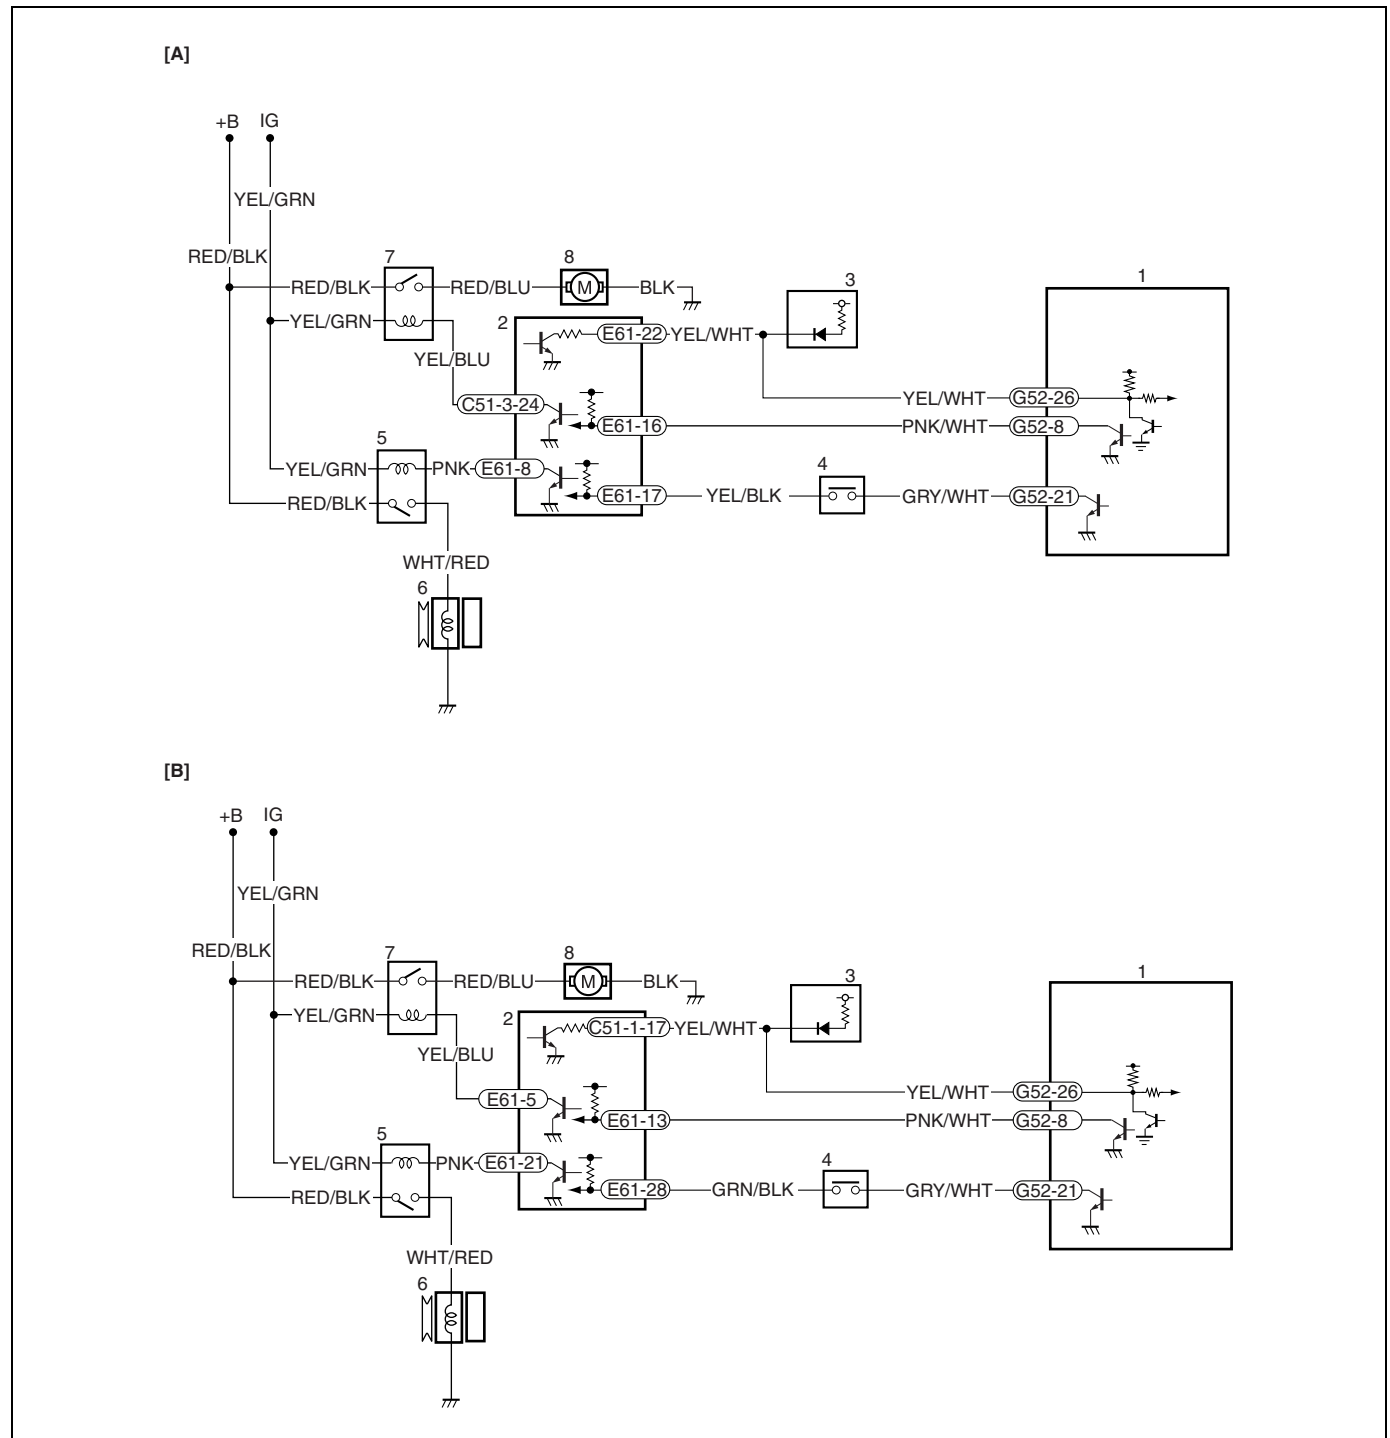 [A]
+B IG
YEL/GRN
RED/BLK
7 8
RED/BLK RED/BLU M BLK
3 1
YEL/GRN
2 E61-22 YEL/WHT
YEL/BLU
YEL/WHT G52-26
C51-3-24
E61-16 PNK/WHT G52-8
5 4
YEL/GRN PNK E61-8
RED/BLK E61-17 YEL/BLK GRY/WHT G52-21
WHT/RED
6
[B]
+B IG
YEL/GRN
RED/BLK
7 8
RED/BLK RED/BLU M BLK
3 1
YEL/GRN
2 C51-1-17 YEL/WHT
YEL/BLU
YEL/WHT G52-26
E61-5
E61-13 PNK/WHT G52-8
5 4
YEL/GRN PNK E61-21
RED/BLK E61-28 GRN/BLK GRY/WHT G52-21
WHT/RED
6